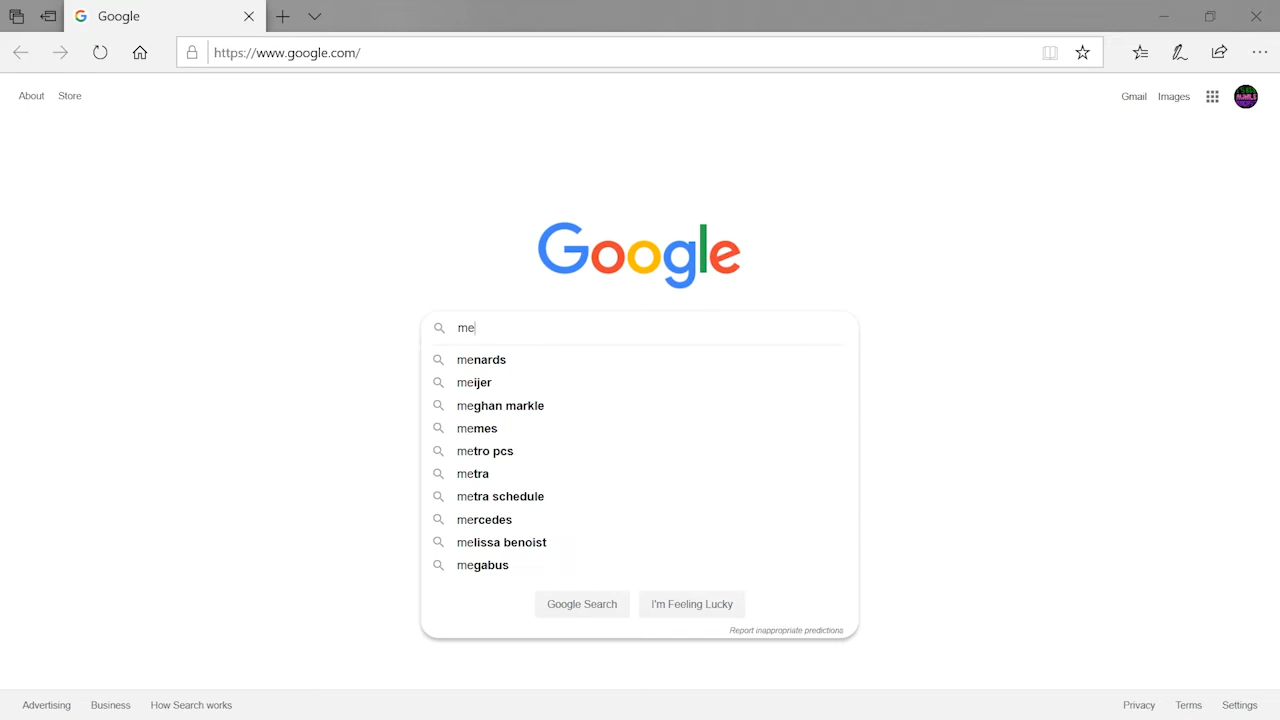 Google
https://www.google.com/
About Store
Gmail Images
Google
me
menards
meijer
meghan markle
memes
metro pcs
metra
metra schedule
mercedes
melissa benoist
megabus
Google Search I'm Feeling Lucky
Report inappropriate predictions
Advertising Business How Search works
Privacy Terms Settings